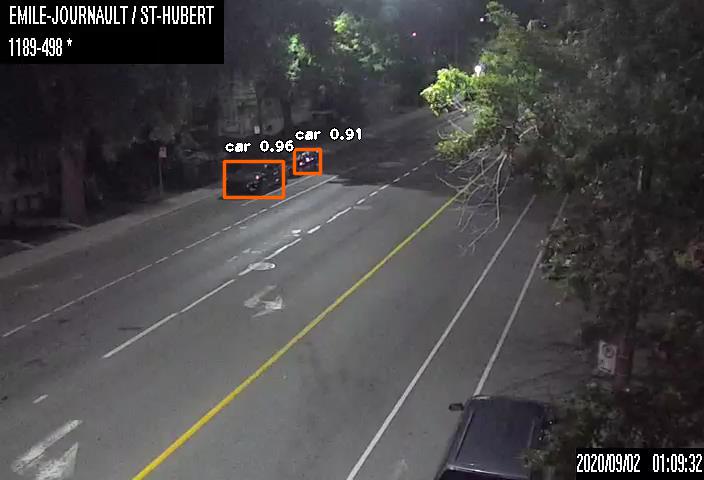 EMILE-JOURNAULT / ST-HUBERT
1189-498 *
car 0.96
car 0.91
2020/09/02 01:09:32